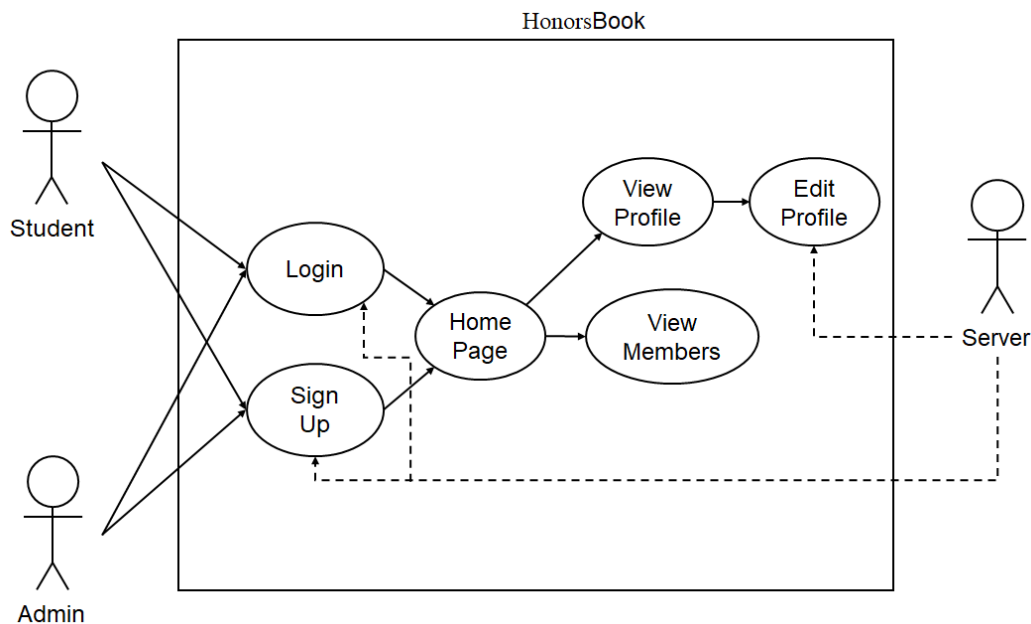 HonorsBook
Student
Login
Sign
Up
Home
Page
View
Profile
Edit
Profile
View
Members
Server
Admin